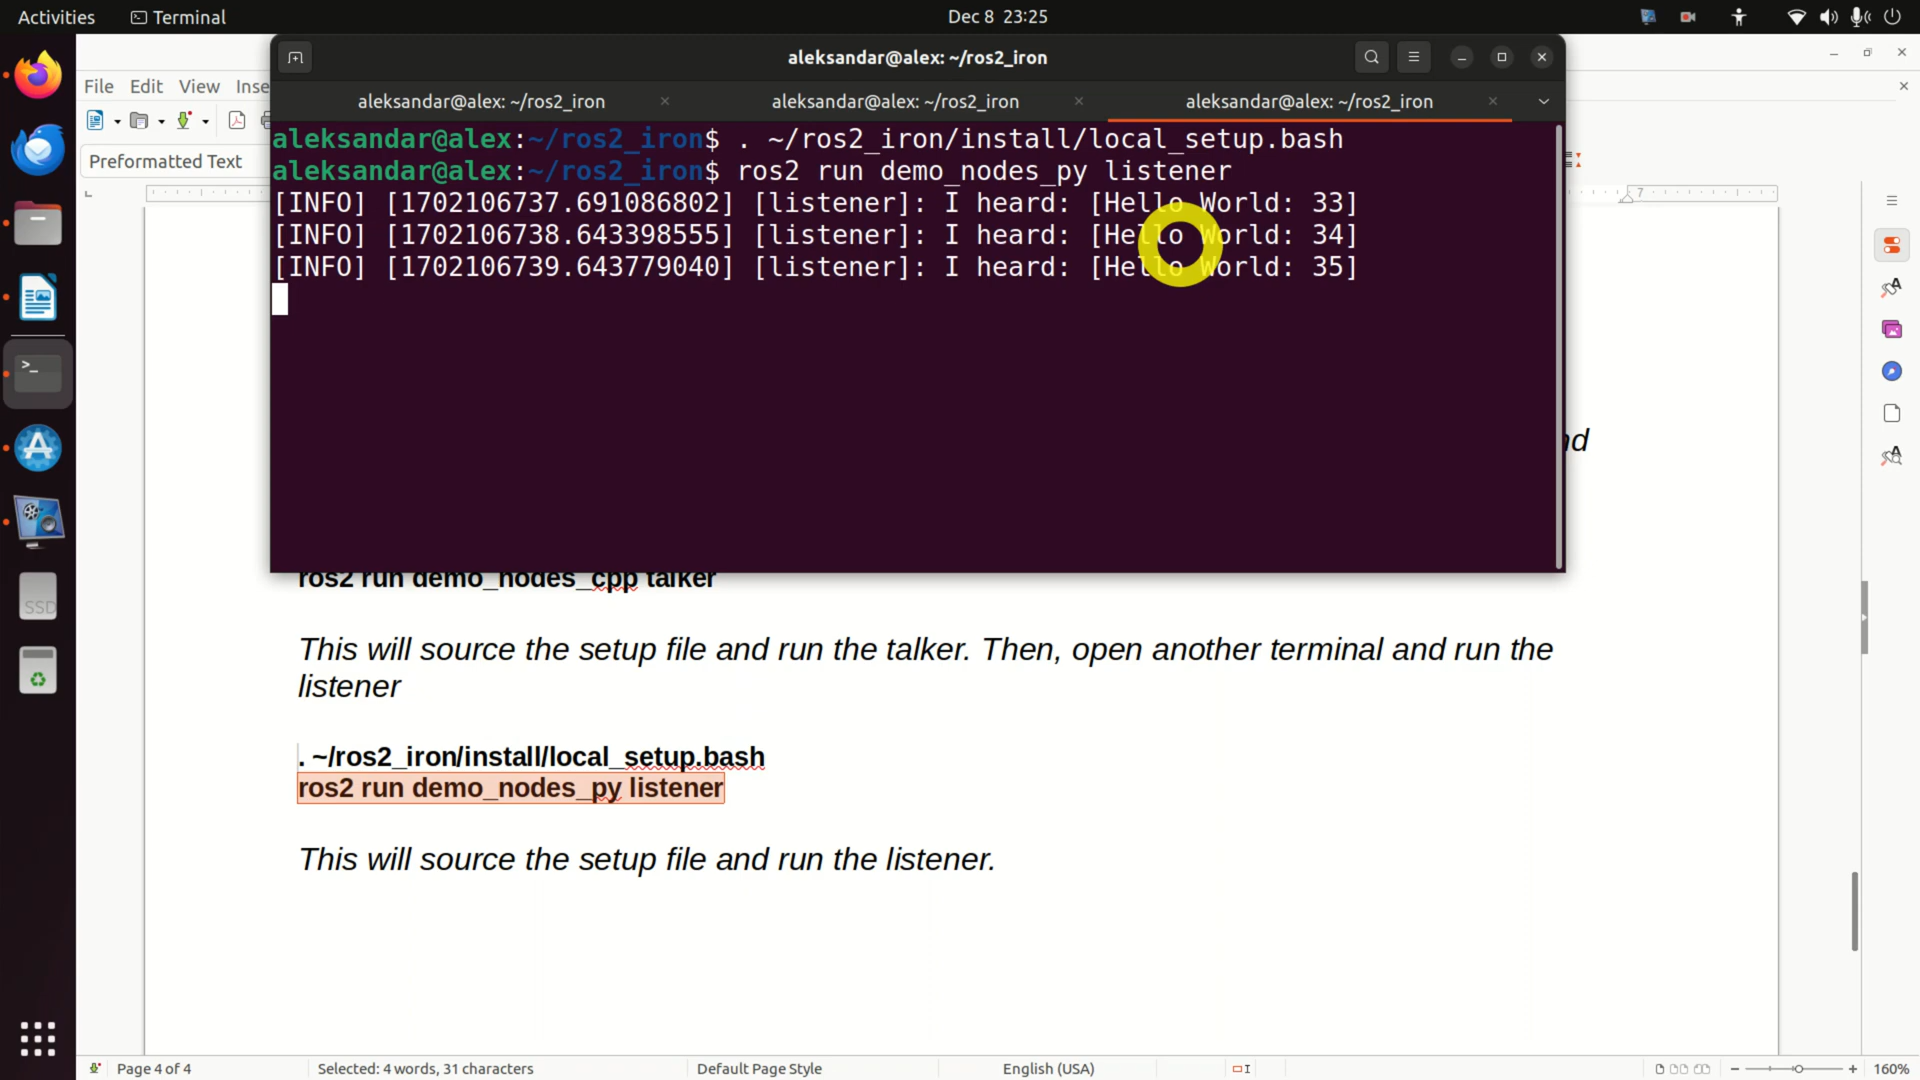 Activities Terminal Dec 8 23:25
aleksandar@alex: ~/ros2_iron
File Edit View Inse
aleksandar@alex: ~/ros2_iron aleksandar@alex: ~/ros2_iron aleksandar@alex: ~/ros2_iron
Preformatted Text
aleksandar@alex:~/ros2_iron$ . ~/ros2_iron/install/local_setup.bash
aleksandar@alex:~/ros2_iron$ ros2 run demo_nodes_py listener
[INFO] [1702106737.691086802] [listener]: I heard: [Hello World: 33]
[INFO] [1702106738.643398555] [listener]: I heard: [Hello World: 34]
[INFO] [1702106739.643779040] [listener]: I heard: [Hello World: 35]
7
ros2 run demo_nodes_cpp talker
This will source the setup file and run the talker. Then, open another terminal and run the
listener
. ~/ros2_iron/install/local_setup.bash
ros2 run demo_nodes_py listener
This will source the setup file and run the listener.
SSD
Page 4 of 4 Selected: 4 words, 31 characters Default Page Style English (USA) 160%